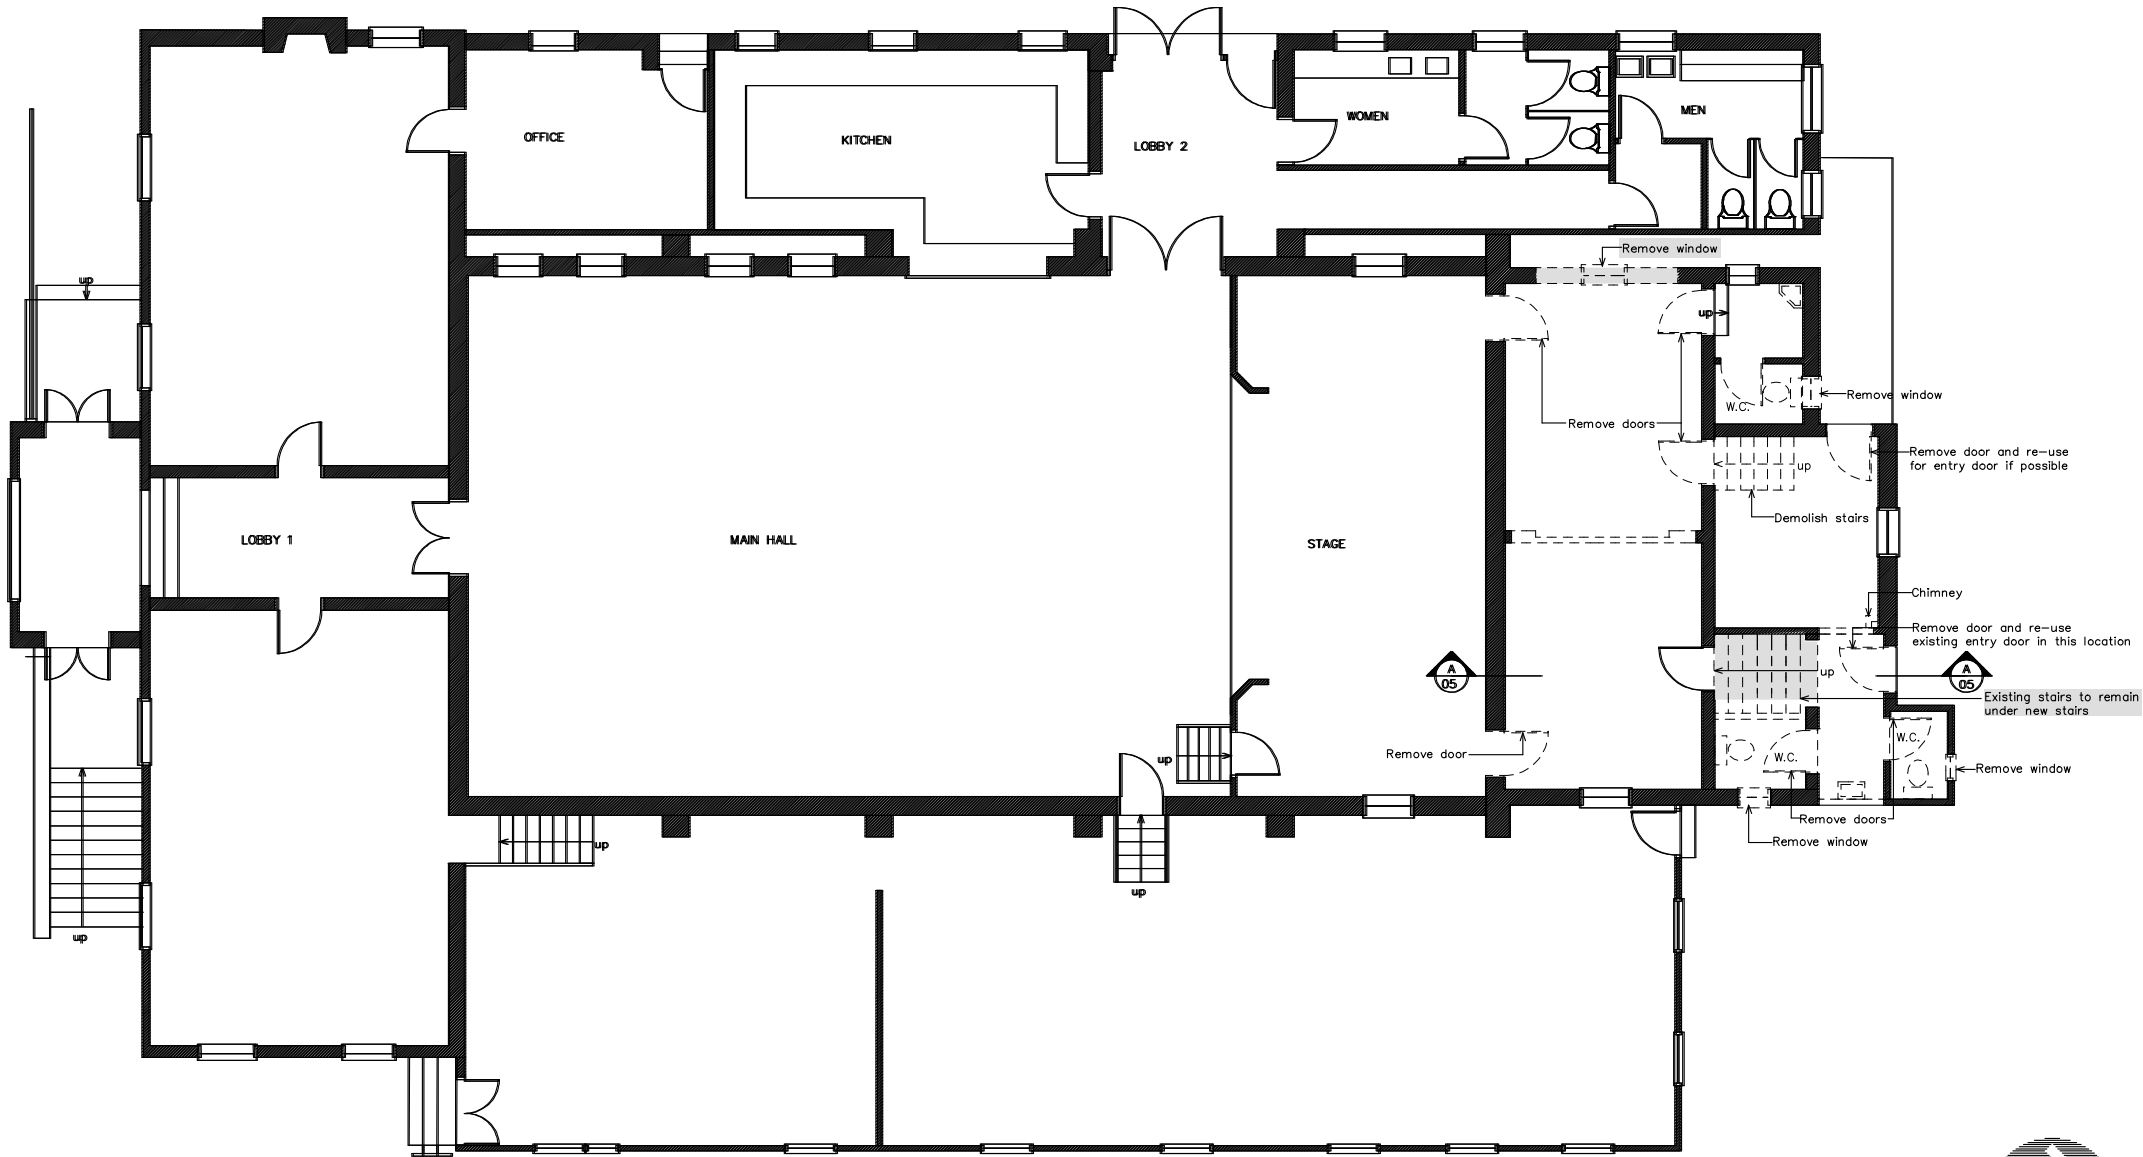 OFFICE
KITCHEN
LOBBY 2
WOMEN
MEN
Remove window
up
up
Remove doors
W.C.
Remove window
up
Remove door and re-use
for entry door if possible
Demolish stairs
LOBBY 1
MAIN HALL
STAGE
Chimney
Remove door and re-use
existing entry door in this location
A
05
up
A
05
Existing stairs to remain
under new stairs
W.C.
Remove door
up
W.C.
Remove window
Remove doors
Remove window
up
up
up